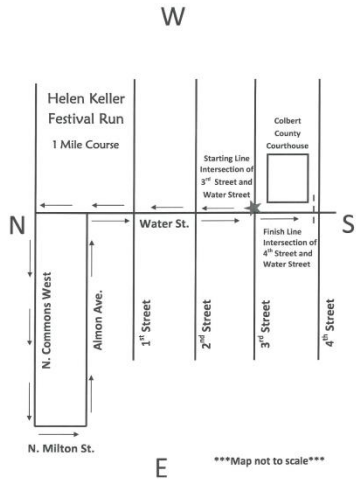 W
Helen Keller
Festival Run
1 Mile Course
Colbert
County
Courthouse
Starting Line
Intersection of
3rd Street and
Water Street
N
Water St.
S
Finish Line
Intersection of
4th Street and
Water Street
N. Commons West
Almon Ave.
1st Street
2nd Street
3rd Street
4th Street
N. Milton St.
E
***Map not to scale***